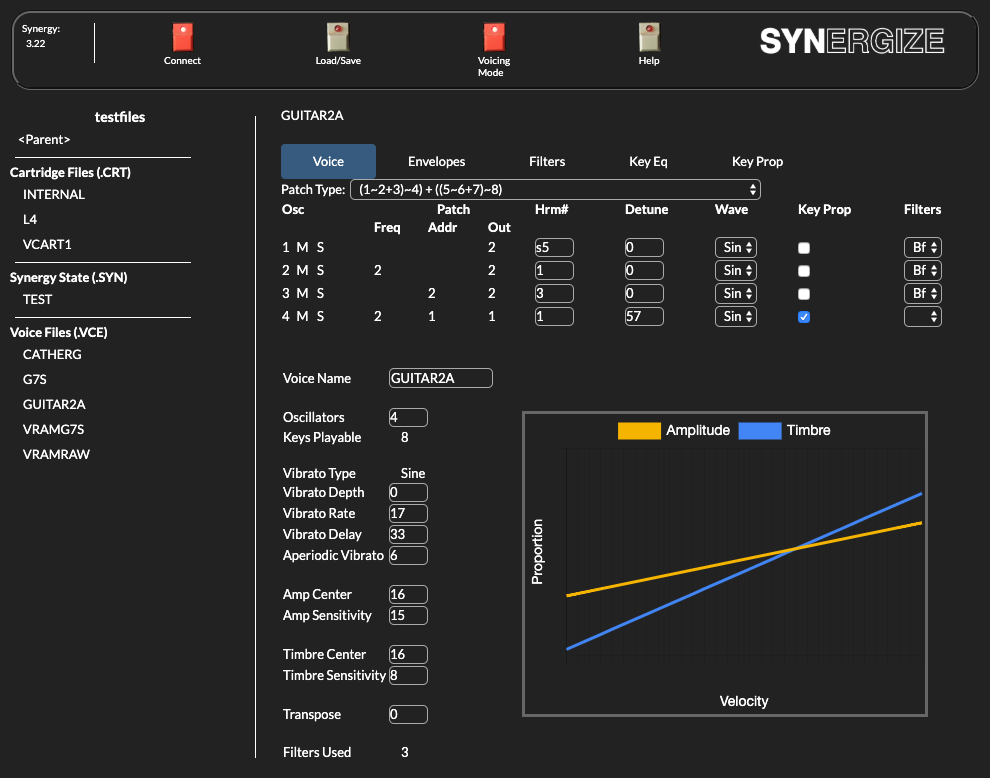 Synergy:
3.22
Connect
Load/Save
Voicing
Mode
Help
SYNERGIZE
testfiles
<Parent>
Cartridge Files (.CRT)
INTERNAL
L4
VCART1
Synergy State (.SYN)
TEST
Voice Files (.VCE)
CATHERG
G7S
GUITAR2A
VRAMG7S
VRAMRAW
GUITAR2A
Voice Envelopes Filters Key Eq Key Prop
Patch Type: (1~2+3)~4) + ((5~6+7)~8)
Osc Patch Hrm# Detune Wave Key Prop Filters
Freq Addr Out
1 M S 2 s5 0 Sin Bf
2 M S 2 2 1 0 Sin Bf
3 M S 2 2 3 0 Sin Bf
4 M S 2 1 1 1 57 Sin
Voice Name GUITAR2A
Oscillators 4
Keys Playable 8
Vibrato Type Sine
Vibrato Depth 0
Vibrato Rate 17
Vibrato Delay 33
Aperiodic Vibrato 6
Amp Center 16
Amp Sensitivity 15
Timbre Center 16
Timbre Sensitivity 8
Transpose 0
Filters Used 3
Amplitude Timbre
Proportion
Velocity